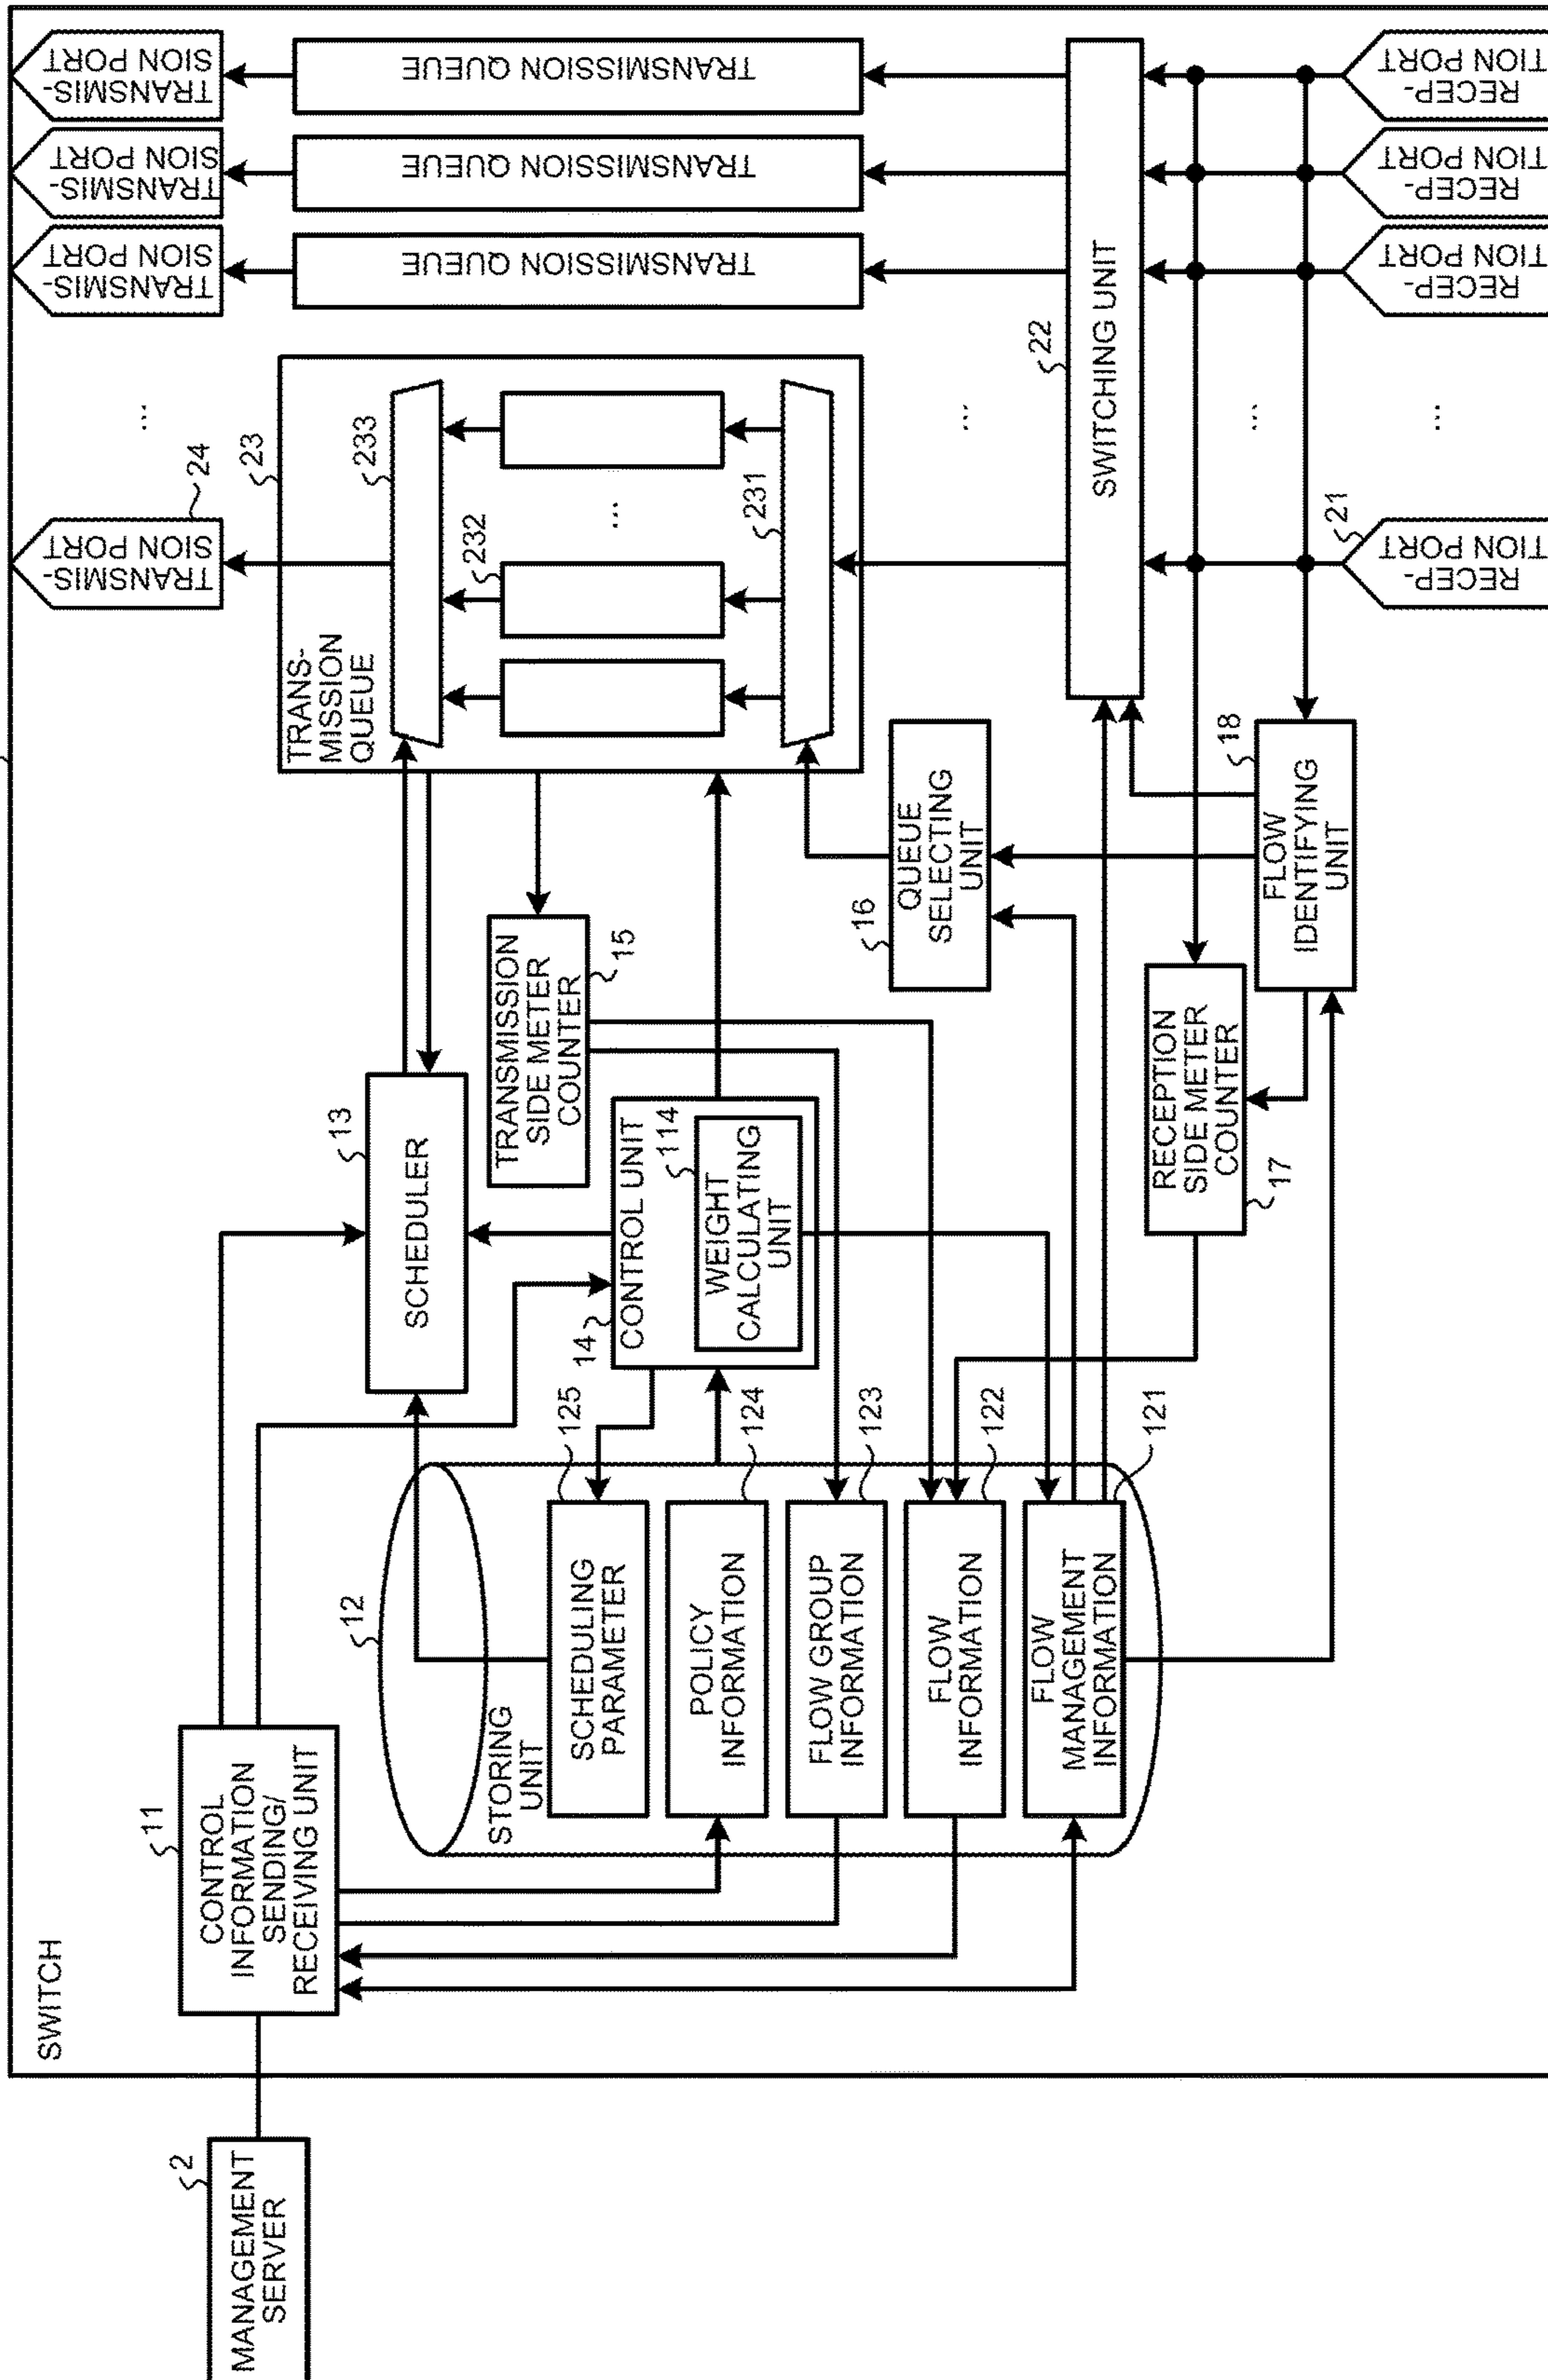 SWITCH
2
MANAGEMENT
SERVER
11
CONTROL
INFORMATION
SENDING/
RECEIVING UNIT
12
STORING
UNIT
SCHEDULING
PARAMETER
125
POLICY
INFORMATION
124
FLOW GROUP
INFORMATION
123
FLOW
INFORMATION
122
FLOW
MANAGEMENT
INFORMATION
121
13
SCHEDULER
14
CONTROL UNIT
114
WEIGHT
CALCULATING
UNIT
TRANSMISSION
SIDE METER
COUNTER
15
16
QUEUE
SELECTING
UNIT
RECEPTION
SIDE METER
COUNTER
17
18
FLOW
IDENTIFYING
UNIT
TRANS-
MISSION
QUEUE
23
233
232
...
231
22
SWITCHING UNIT
24
TRANSMIS-
SION PORT
...
TRANSMIS-
SION PORT
TRANSMIS-
SION PORT
TRANSMIS-
SION PORT
TRANSMISSION QUEUE
TRANSMISSION QUEUE
TRANSMISSION QUEUE
...
...
21
RECEP-
TION PORT
...
RECEP-
TION PORT
RECEP-
TION PORT
RECEP-
TION PORT